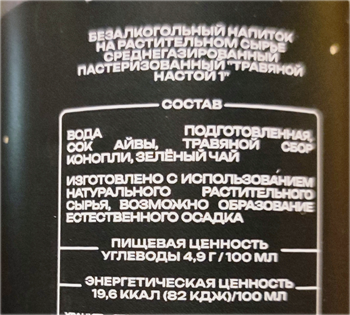 БЕЗАЛКОГОЛЬНЫЙ НАПИТОК
НА РАСТИТЕЛЬНОМ СЫРЬЕ
СРЕДНЕГАЗИРОВАННЫЙ
ПАСТЕРИЗОВАННЫЙ "ТРАВЯНОЙ
НАСТОЙ 1"
СОСТАВ
ВОДА ПОДГОТОВЛЕННАЯ,
СОК АЙВЫ, ТРАВЯНОЙ СБОР
КОНОПЛИ, ЗЕЛЁНЫЙ ЧАЙ
ИЗГОТОВЛЕНО С ИСПОЛЬЗОВАНИЕМ
НАТУРАЛЬНОГО РАСТИТЕЛЬНОГО
СЫРЬЯ, ВОЗМОЖНО ОБРАЗОВАНИЕ
ЕСТЕСТВЕННОГО ОСАДКА
ПИЩЕВАЯ ЦЕННОСТЬ
УГЛЕВОДЫ 4,9 Г / 100 МЛ
ЭНЕРГЕТИЧЕСКАЯ ЦЕННОСТЬ
19,6 ККАЛ (82 КДЖ)/100 МЛ